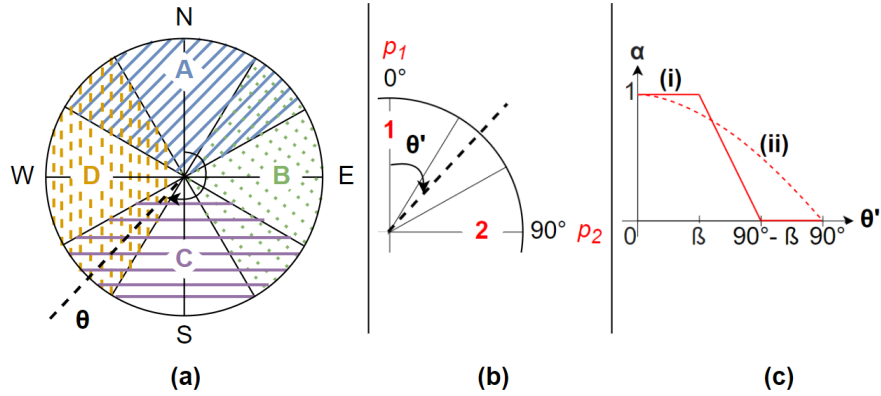 N
A
W
D
B
E
C
θ
S
(a)
p1
0°
1
θ'
2
90°
p2
(b)
α
1
(i)
(ii)
0
ß
90° - ß
90°
θ'
(c)